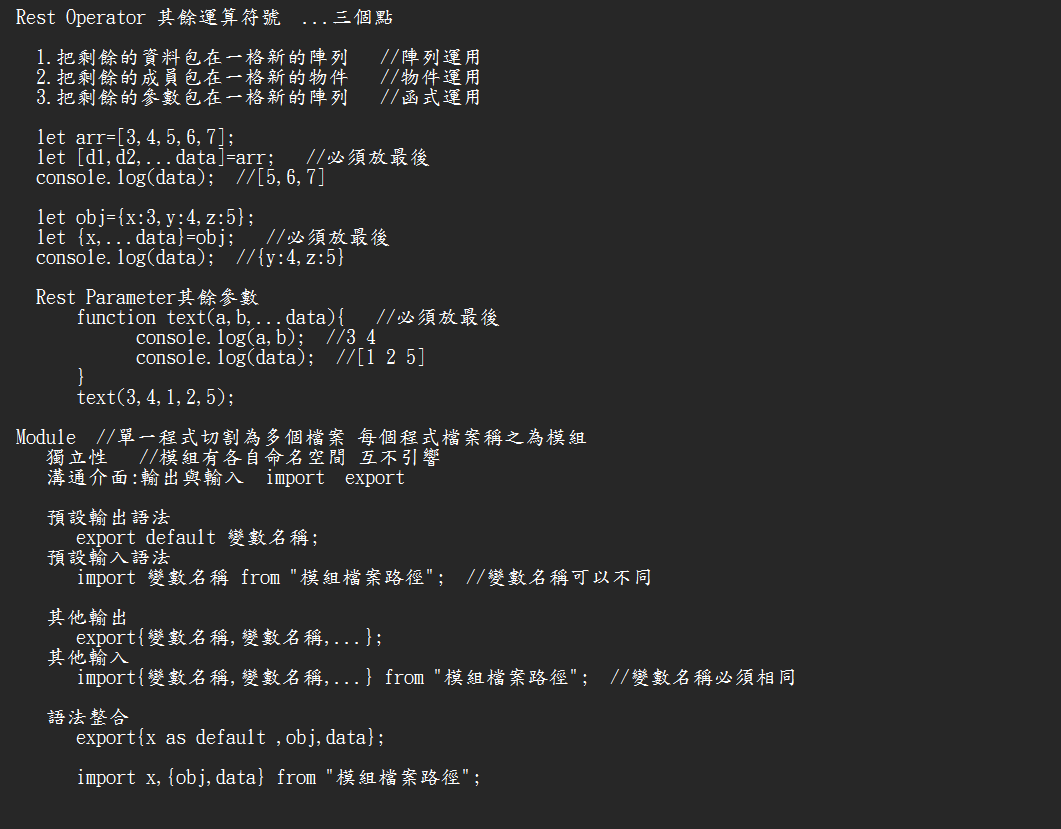 Rest Operator 其餘運算符號 ...三個點
1.把剩餘的資料包在一格新的陣列 //陣列運用
2.把剩餘的成員包在一格新的物件 //物件運用
3.把剩餘的參數包在一格新的陣列 //函式運用
let arr=[3,4,5,6,7];
let [d1,d2,...data]=arr; //必須放最後
console.log(data); //[5,6,7]
let obj={x:3,y:4,z:5};
let {x,...data}=obj; //必須放最後
console.log(data); //{y:4,z:5}
Rest Parameter其餘參數
function text(a,b,...data){ //必須放最後
console.log(a,b); //3 4
console.log(data); //[1 2 5]
}
text(3,4,1,2,5);
Module //單一程式切割為多個檔案 每個程式檔案稱之為模組
獨立性 //模組有各自命名空間 互不引響
溝通介面:輸出與輸入 import export
預設輸出語法
export default 變數名稱;
預設輸入語法
import 變數名稱 from "模組檔案路徑"; //變數名稱可以不同
其他輸出
export{變數名稱,變數名稱,...};
其他輸入
import{變數名稱,變數名稱,...} from "模組檔案路徑"; //變數名稱必須相同
語法整合
export{x as default ,obj,data};
import x,{obj,data} from "模組檔案路徑";